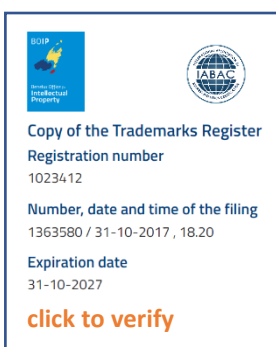 BOIP
Benelux Office for
Intellectual
Property
IABAC
Copy of the Trademarks Register
Registration number
1023412
Number, date and time of the filing
1363580 / 31-10-2017 , 18.20
Expiration date
31-10-2027
click to verify